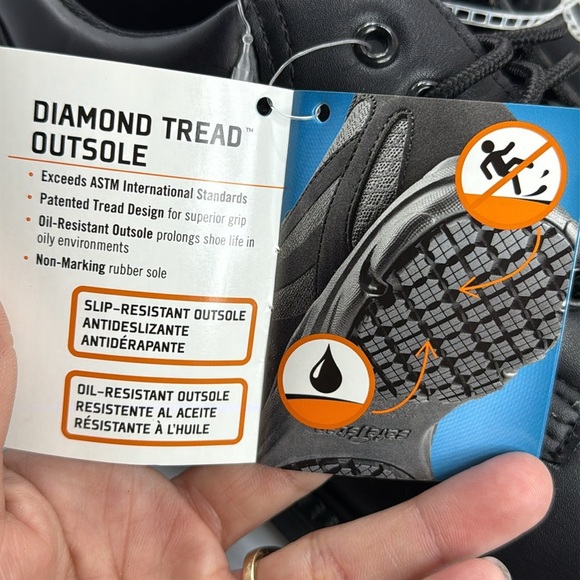 DIAMOND TREAD™
OUTSOLE
• Exceeds ASTM International Standards
• Patented Tread Design for superior grip
• Oil-Resistant Outsole prolongs shoe life in
oily environments
• Non-Marking rubber sole
SLIP-RESISTANT OUTSOLE
ANTIDESLIZANTE
ANTIDÉRAPANTE
OIL-RESISTANT OUTSOLE
RESISTENTE AL ACEITE
RÉSISTANTE À L'HUILE